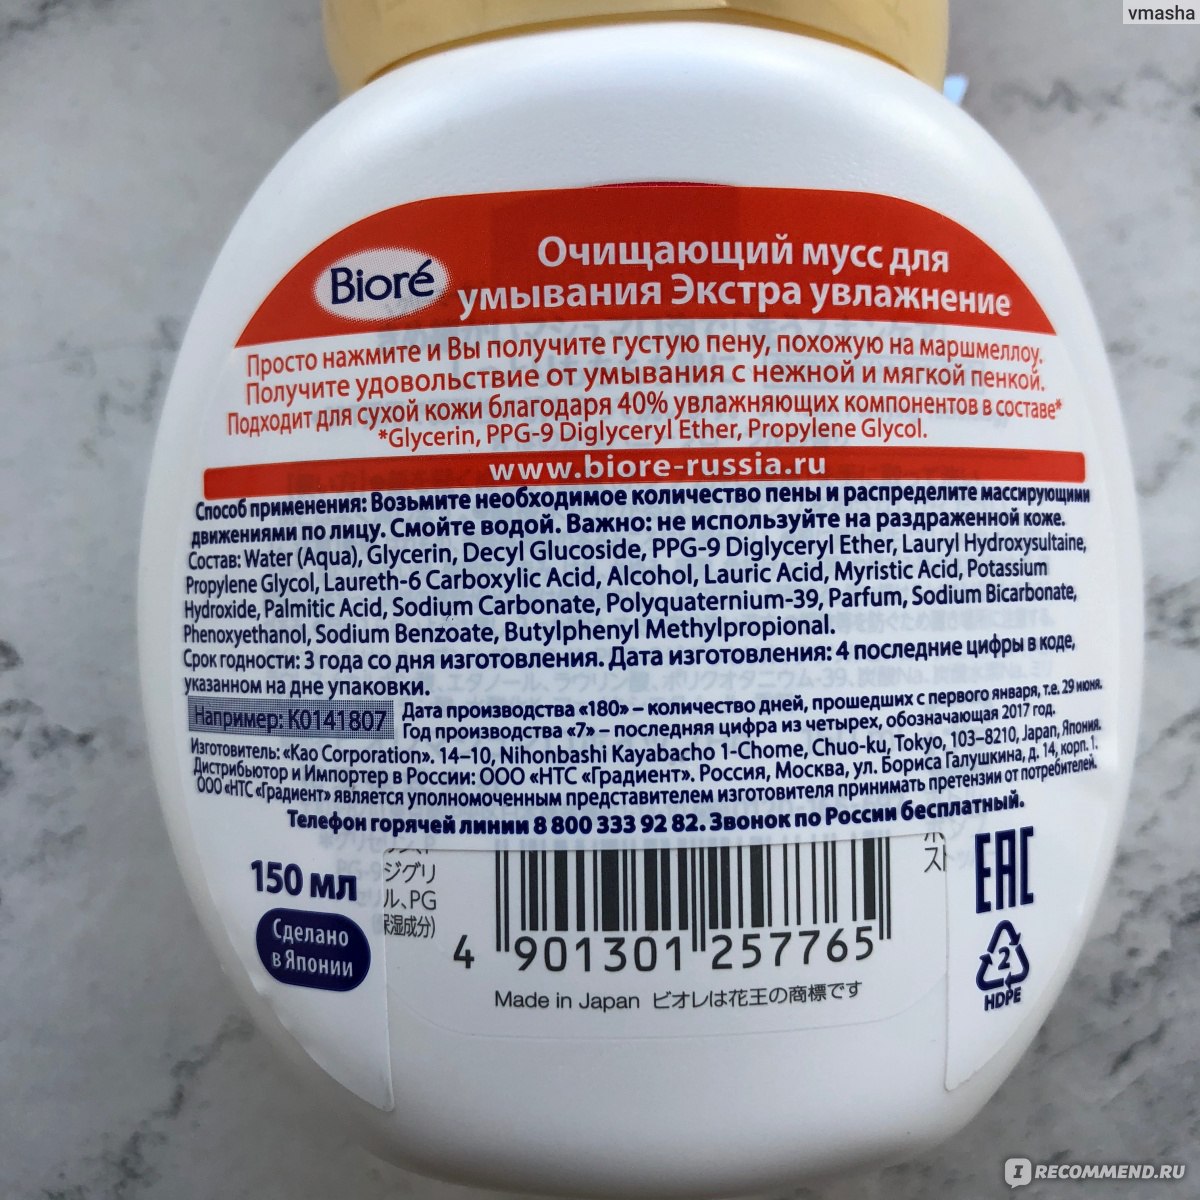 vmasha
Bioré
Очищающий мусс для
умывания Экстра увлажнение
Просто нажмите и Вы получите густую пену, похожую на маршмеллоу.
Получите удовольствие от умывания с нежной и мягкой пенкой.
Подходит для сухой кожи благодаря 40% увлажняющих компонентов в составе*
*Glycerin, PPG-9 Diglyceryl Ether, Propylene Glycol.
www.biore-russia.ru
Способ применения: Возьмите необходимое количество пены и распределите массирующими
движениями по лицу. Смойте водой. Важно: не используйте на раздраженной коже.
Состав: Water (Aqua), Glycerin, Decyl Glucoside, PPG-9 Diglyceryl Ether, Lauryl Hydroxysultaine,
Propylene Glycol, Laureth-6 Carboxylic Acid, Alcohol, Lauric Acid, Myristic Acid, Potassium
Hydroxide, Palmitic Acid, Sodium Carbonate, Polyquaternium-39, Parfum, Sodium Bicarbonate,
Phenoxyethanol, Sodium Benzoate, Butylphenyl Methylpropional.
Срок годности: 3 года со дня изготовления. Дата изготовления: 4 последние цифры в коде,
указанном на дне упаковки.
Например: K0141807
Дата производства «180» – количество дней, прошедших с первого января, т.е. 29 июня.
Год производства «7» – последняя цифра из четырех, обозначающая 2017 год.
Изготовитель: «Kao Corporation». 14–10, Nihonbashi Kayabacho 1-Chome, Chuo-ku, Tokyo, 103–8210, Japan, Япония.
Дистрибьютор и Импортер в России: ООО «НТС «Градиент». Россия, Москва, ул. Бориса Галушкина, д. 14, корп. 1.
ООО «НТС «Градиент» является уполномоченным представителем изготовителя принимать претензии от потребителей.
Телефон горячей линии 8 800 333 92 82. Звонок по России бесплатный.
150 мл
Сделано
в Японии
ジグリ
ル、PG
湿成分)
4 901301 257765
Made in Japan ビオレは花王の商標です
EAC
2
HDPE
IRECOMMEND.RU